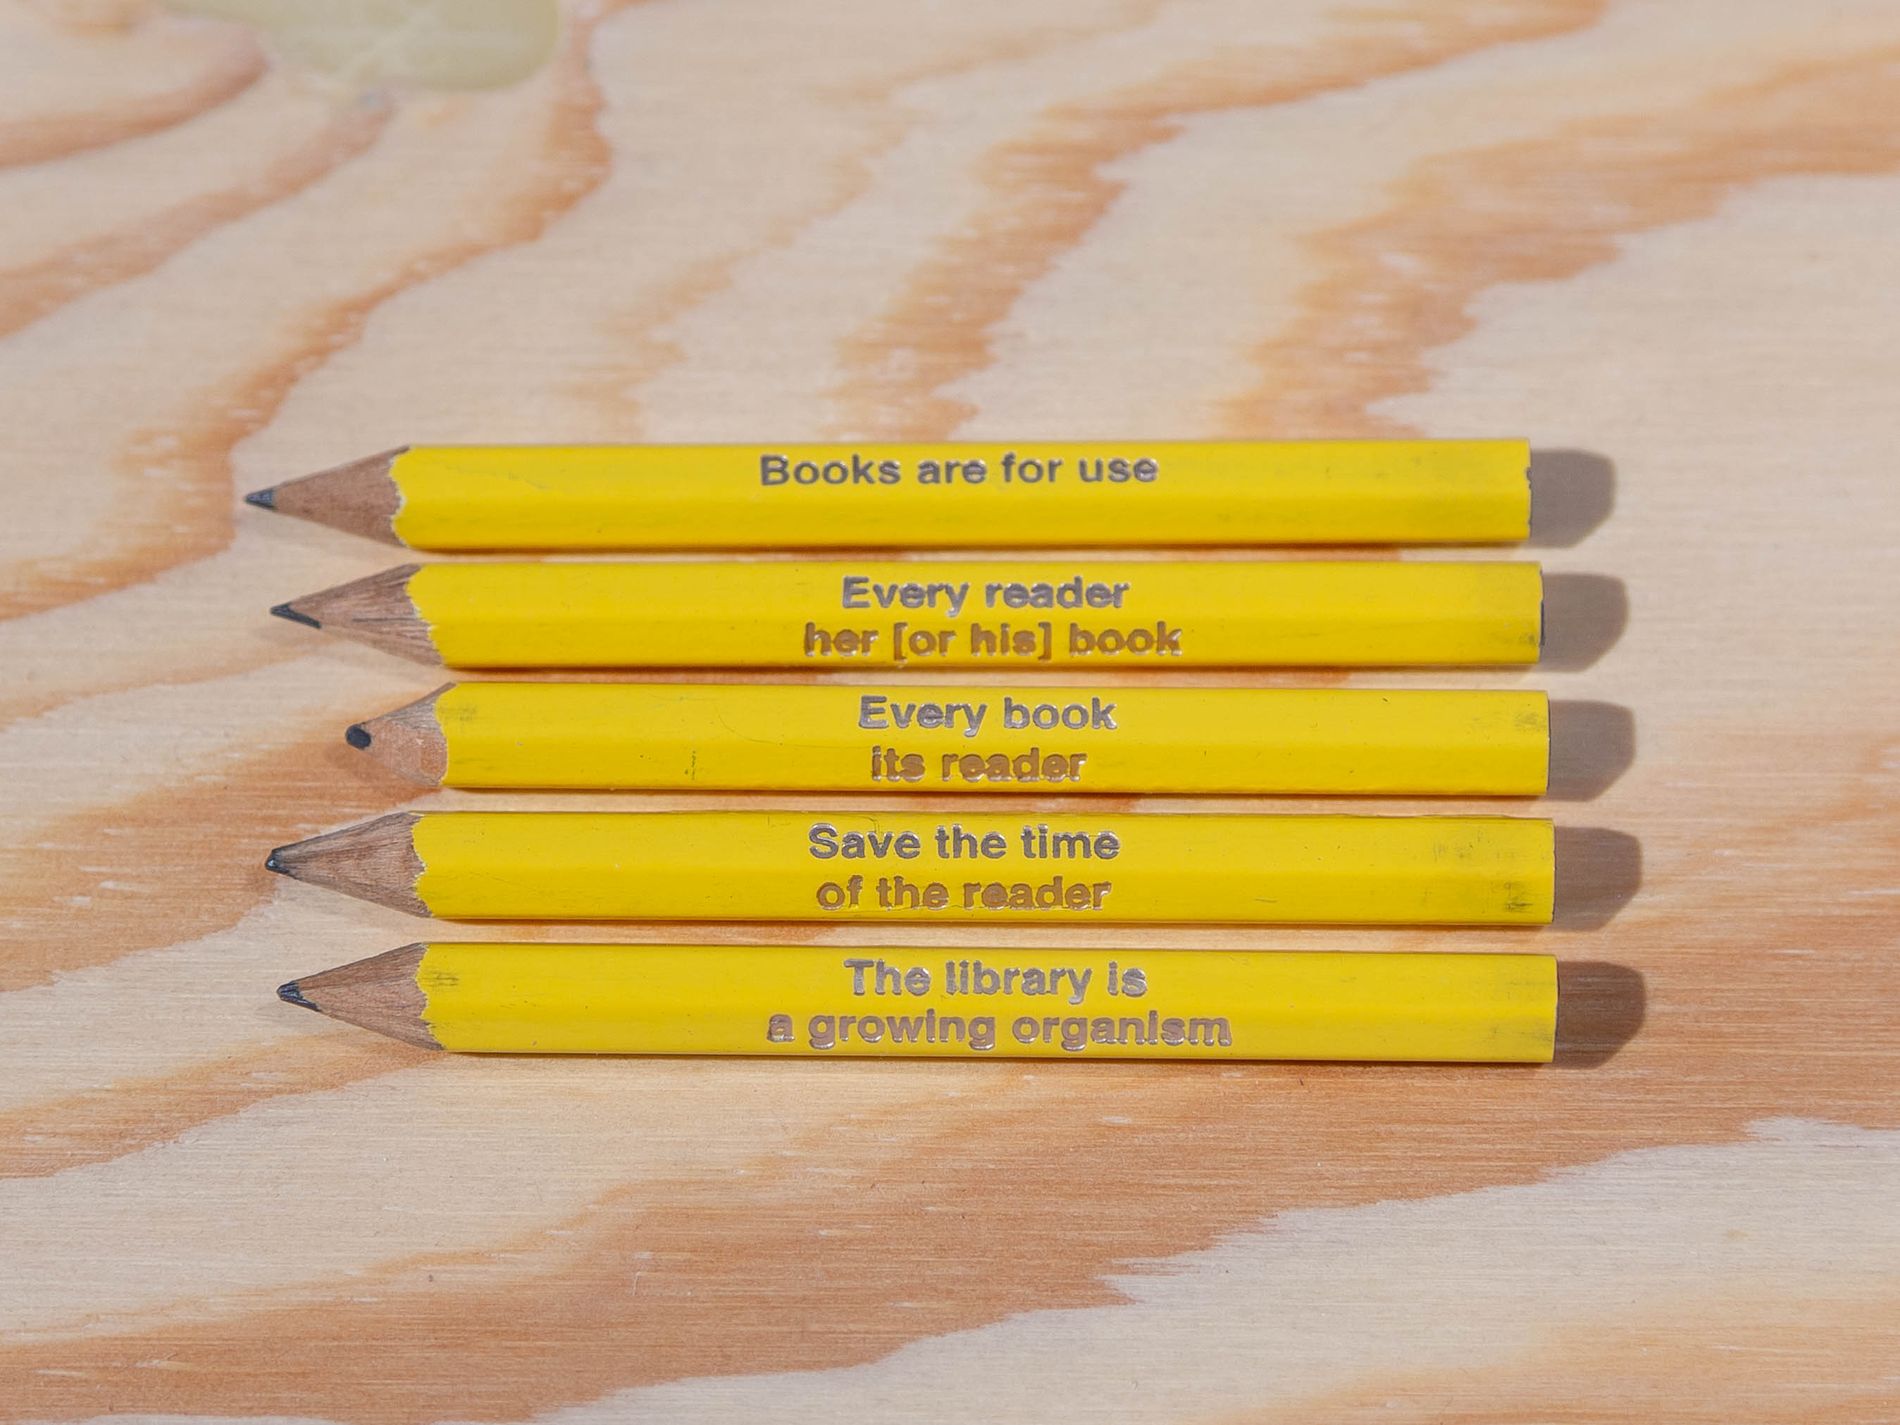 Books are for use
Every reader
her [or his] book
Every book
its reader
Save the time
of the reader
The library is
a growing organism